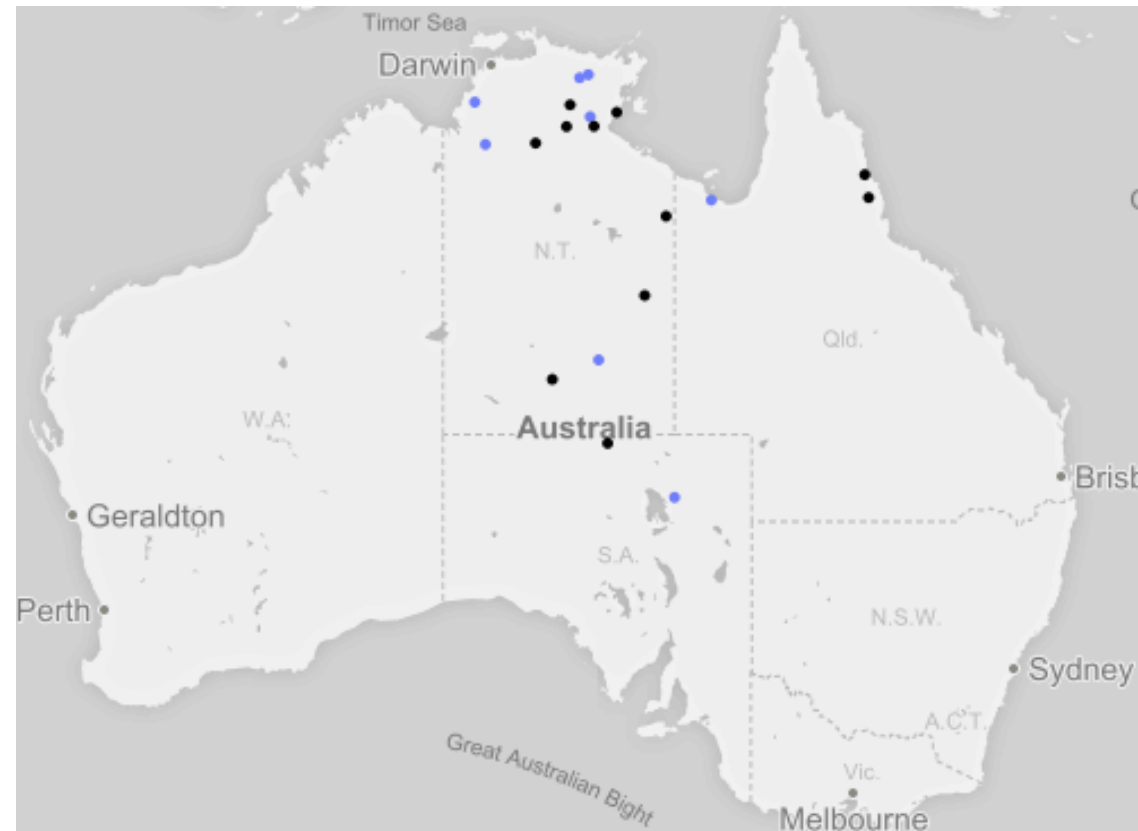 Timor Sea
Darwin
N.T.
Qld.
W.A.
Australia
Brisb
Geraldton
S.A.
Perth
N.S.W.
Sydney
A.C.T.
Great Australian Bight
Vic.
Melbourne